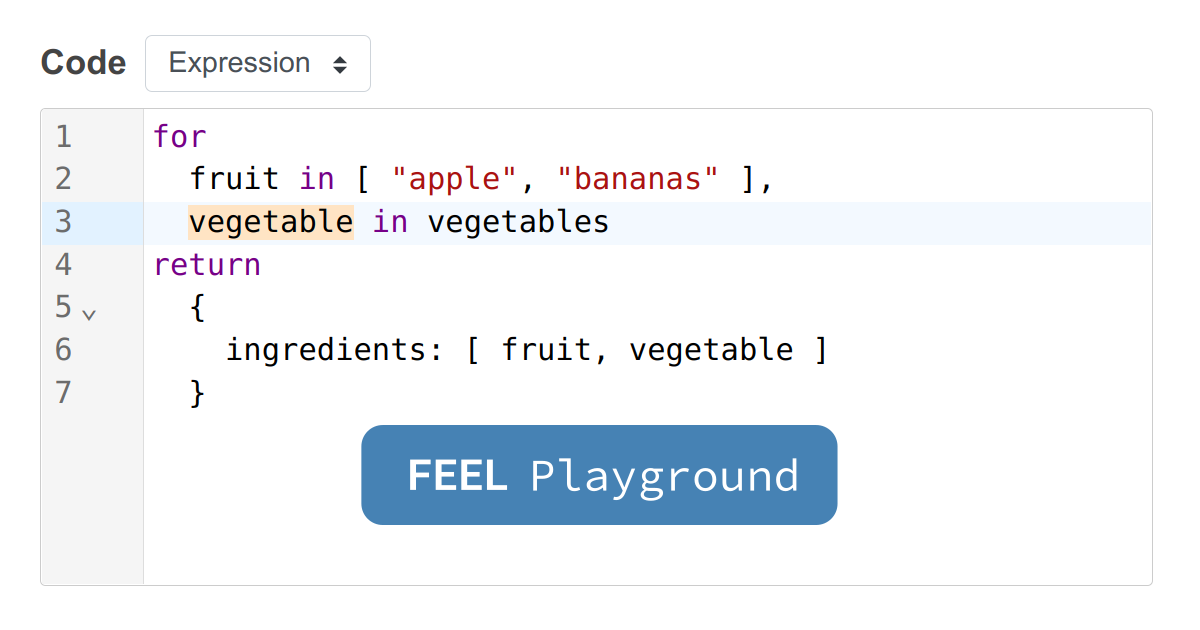 Code Expression
1 for
2 fruit in [ "apple", "bananas" ],
3 vegetable in vegetables
4 return
5 {
6 ingredients: [ fruit, vegetable ]
7 }
FEEL Playground